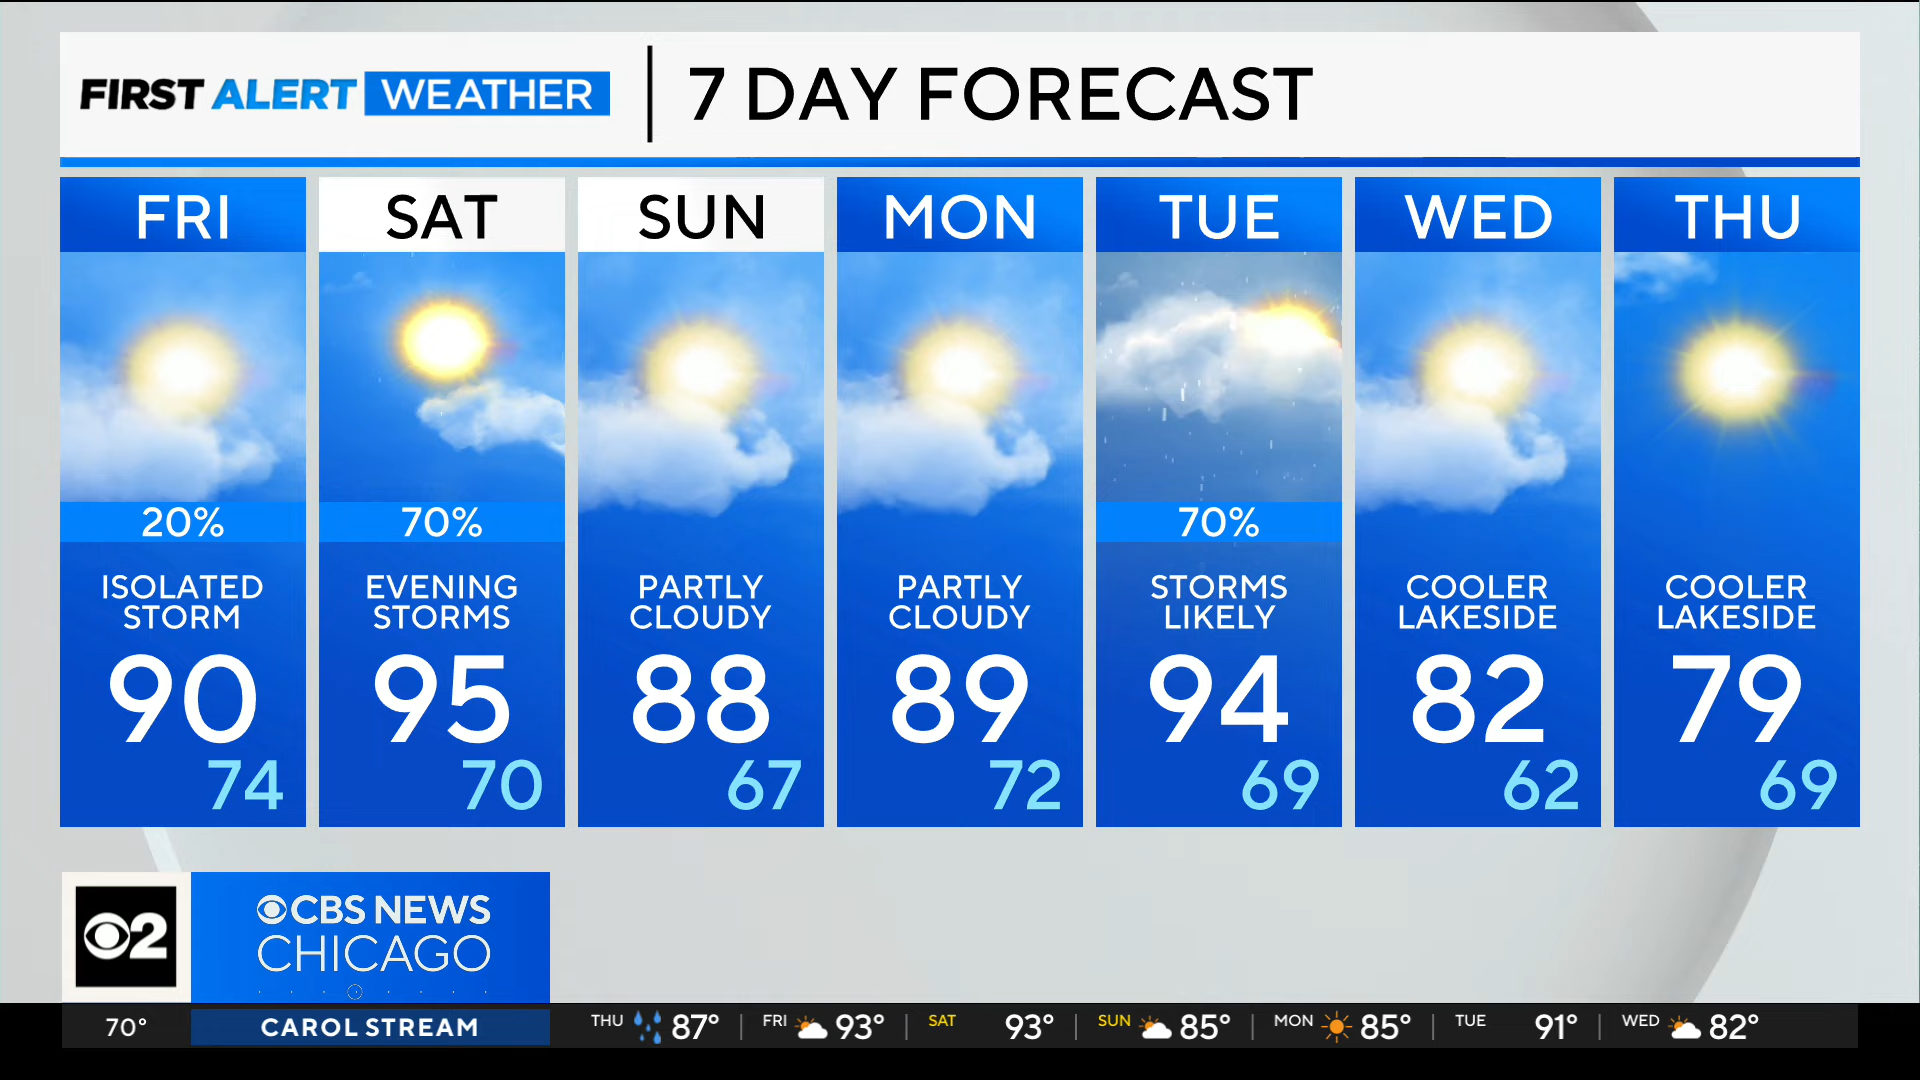 FIRST ALERT WEATHER
7 DAY FORECAST
FRI
20%
ISOLATED
STORM
90
74
SAT
70%
EVENING
STORMS
95
70
SUN
PARTLY
CLOUDY
88
67
MON
PARTLY
CLOUDY
89
72
TUE
70%
STORMS
LIKELY
94
69
WED
COOLER
LAKESIDE
82
62
THU
COOLER
LAKESIDE
79
69
2
CBS NEWS
CHICAGO
70° CAROL STREAM THU 87° | FRI 93° | SAT 93° | SUN 85° | MON 85° | TUE 91° | WED 82°